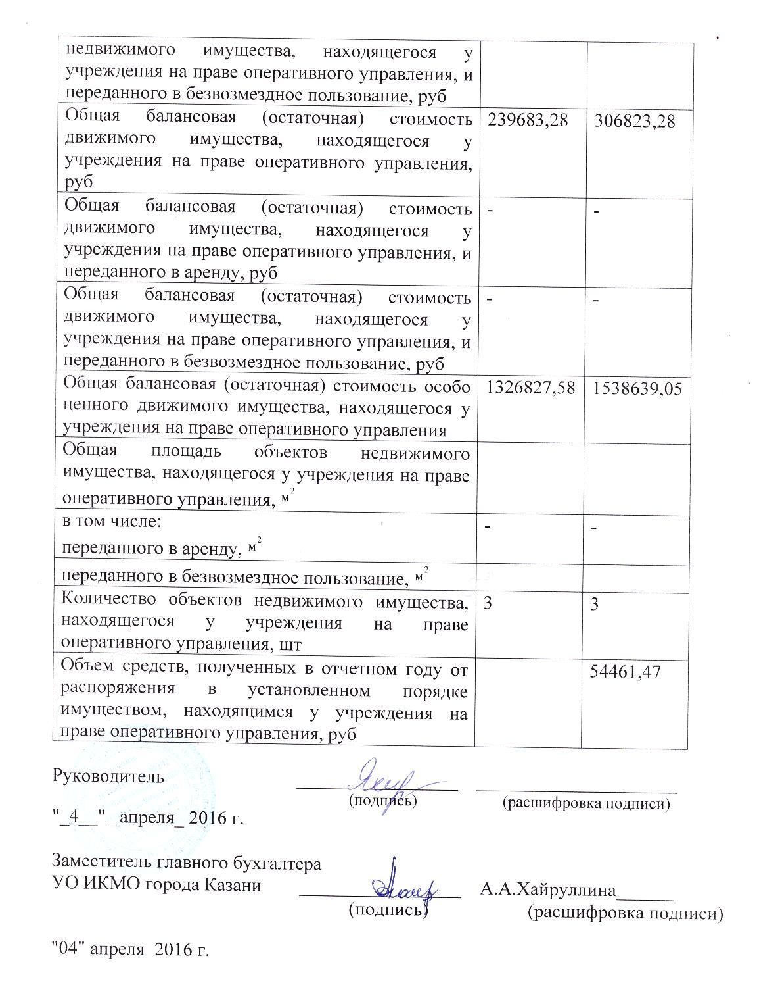 недвижимого имущества, находящегося у
учреждения на праве оперативного управления, и
переданного в безвозмездное пользование, руб
Общая балансовая (остаточная) стоимость 239683,28 306823,28
движимого имущества, находящегося у
учреждения на праве оперативного управления,
руб
Общая балансовая (остаточная) стоимость - -
движимого имущества, находящегося у
учреждения на праве оперативного управления, и
переданного в аренду, руб
Общая балансовая (остаточная) стоимость - -
движимого имущества, находящегося у
учреждения на праве оперативного управления, и
переданного в безвозмездное пользование, руб
Общая балансовая (остаточная) стоимость особо 1326827,58 1538639,05
ценного движимого имущества, находящегося у
учреждения на праве оперативного управления
Общая площадь объектов недвижимого
имущества, находящегося у учреждения на праве
оперативного управления, м²
в том числе: - -
переданного в аренду, м²
переданного в безвозмездное пользование, м²
Количество объектов недвижимого имущества, 3 3
находящегося у учреждения на праве
оперативного управления, шт
Объем средств, полученных в отчетном году от 54461,47
распоряжения в установленном порядке
имуществом, находящимся у учреждения на
праве оперативного управления, руб
Руководитель
(подпись) (расшифровка подписи)
"_4__" _апреля_ 2016 г.
Заместитель главного бухгалтера
УО ИКМО города Казани А.А.Хайруллина______
(подпись) (расшифровка подписи)
"04" апреля 2016 г.